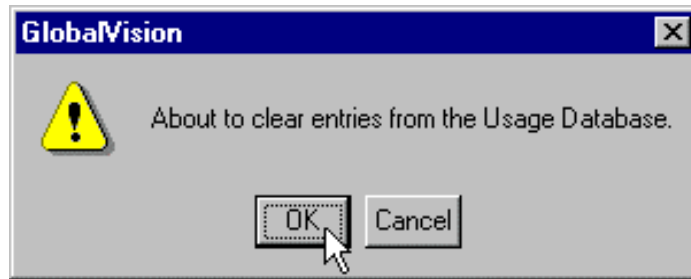 GlobalVision
About to clear entries from the Usage Database.
OK
Cancel